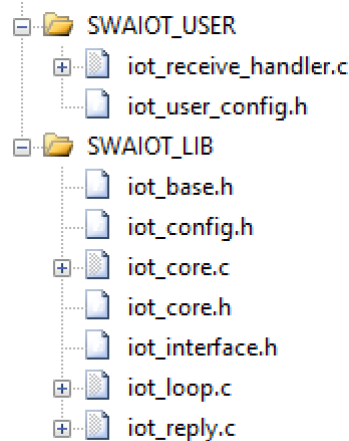 SWAIOT_USER
iot_receive_handler.c
iot_user_config.h
SWAIOT_LIB
iot_base.h
iot_config.h
iot_core.c
iot_core.h
iot_interface.h
iot_loop.c
iot_reply.c